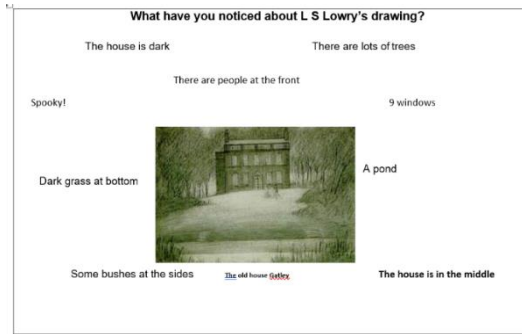 What have you noticed about L S Lowry's drawing?
The house is dark
There are lots of trees
There are people at the front
Spooky!
9 windows
Dark grass at bottom
A pond
Some bushes at the sides
The old house Gatley
The house is in the middle